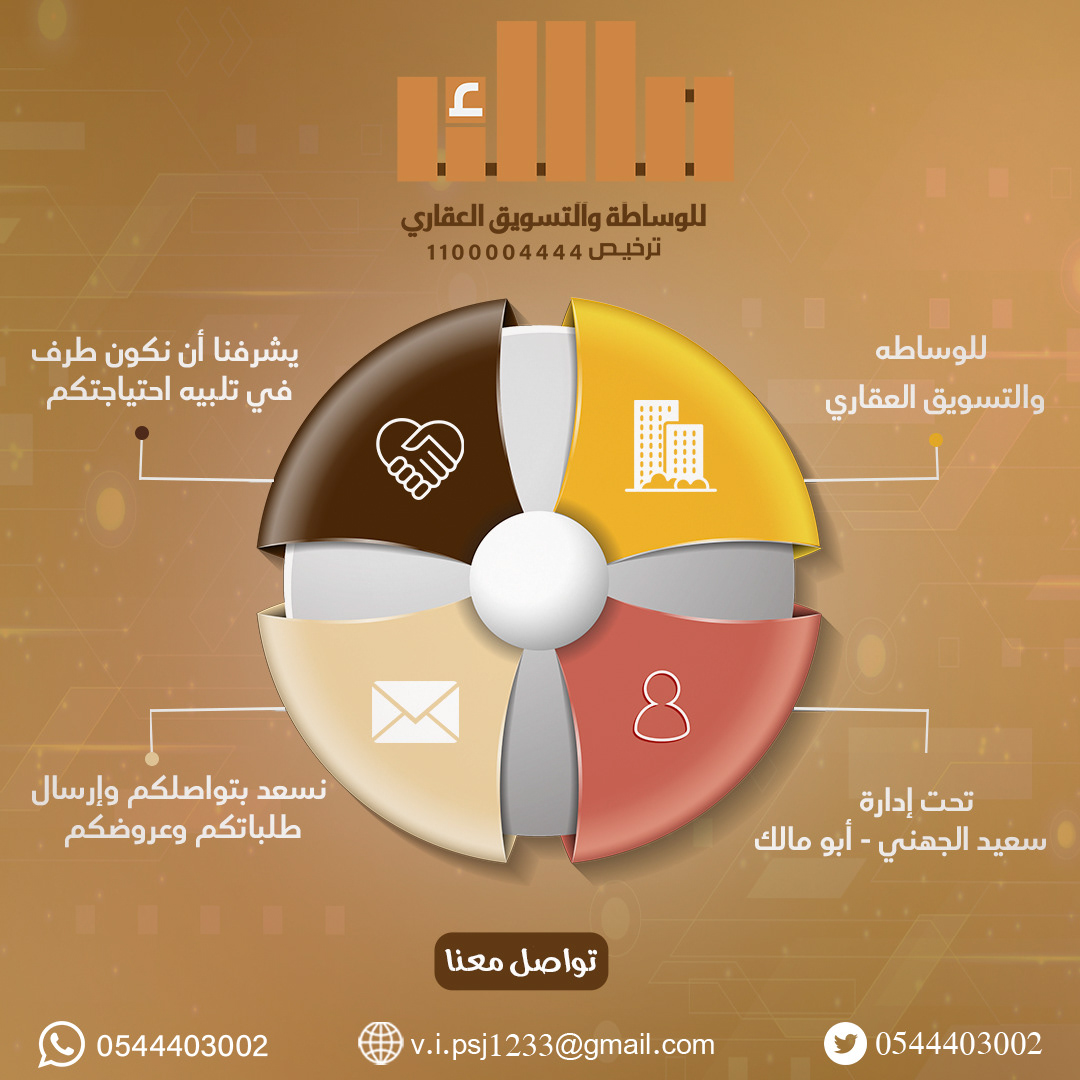 للوساطة والتسويق العقاري
ترخيص 1100004444
للوساطه
والتسويق العقاري
يشرفنا أن نكون طرف
في تلبيه احتياجتكم
تحت إدارة
سعيد الجهني - أبو مالك
نسعد بتواصلكم وإرسال
طلباتكم وعروضكم
تواصل معنا
0544403002
v.i.psj1233@gmail.com
0544403002